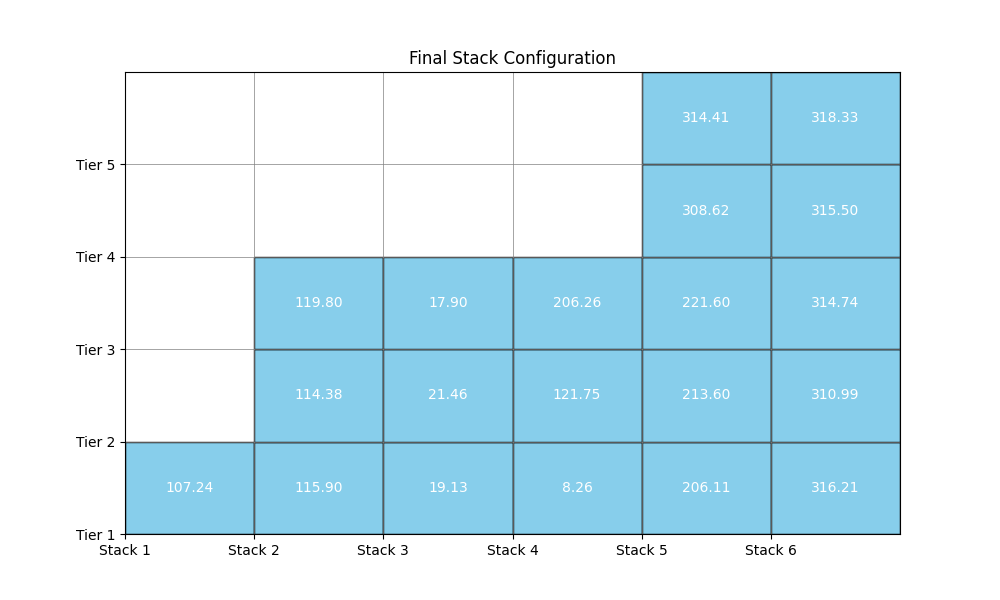 Final Stack Configuration
314.41 318.33
Tier 5
308.62 315.50
Tier 4
119.80 17.90 206.26 221.60 314.74
Tier 3
114.38 21.46 121.75 213.60 310.99
Tier 2
107.24 115.90 19.13 8.26 206.11 316.21
Tier 1
Stack 1 Stack 2 Stack 3 Stack 4 Stack 5 Stack 6